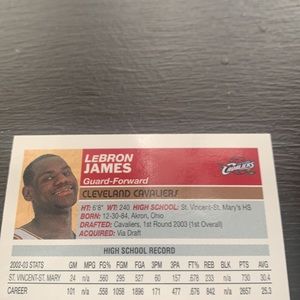 LeBRON
JAMES
Guard-Forward
CAVALIERS
CLEVELAND CAVALIERS
HT: 6'8" WT: 240 HIGH SCHOOL: St. Vincent-St. Mary's HS
BORN: 12-30-84, Akron, Ohio
DRAFTED: Cavaliers, 1st Round 2003 (1st Overall)
ACQUIRED: Via Draft
HIGH SCHOOL RECORD
2002-03 STATS GM MPG FG% FGM FGA 3PM 3PA FT% REB AST PTS AVG
ST. VINCENT-ST. MARY 24 n/a .560 295 527 60 157 .678 233 n/a 730 30.4
CAREER 101 n/a .558 1058 1896 171 477 .676 842 n/a 2657 25.3